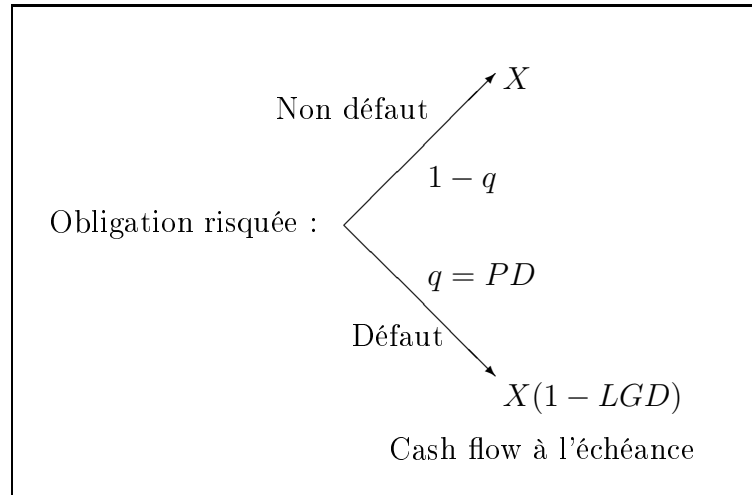 X
Non défaut
1 − q
Obligation risquée :
q = PD
Défaut
X(1 − LGD)
Cash flow à l'échéance